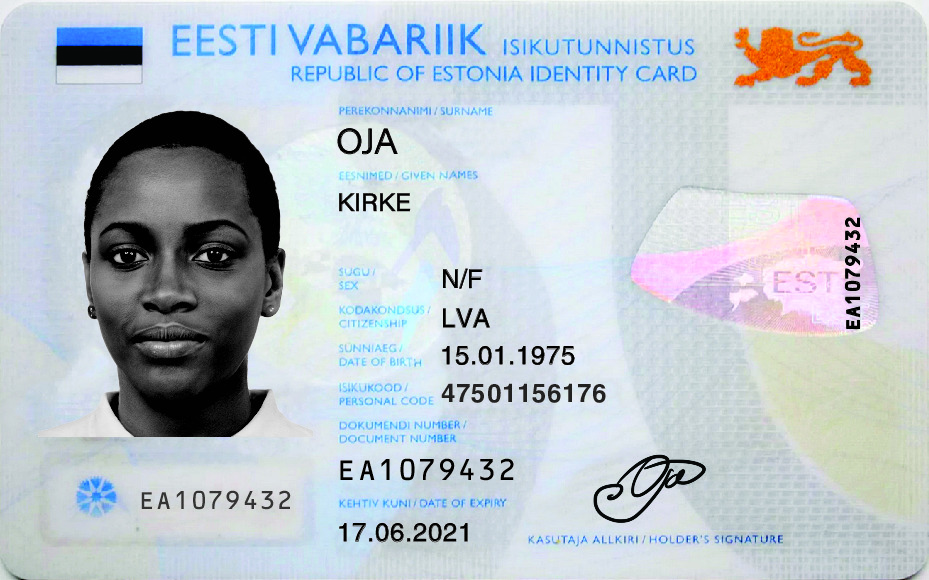 EESTI VABARIIK ISIKUTUNNISTUS
REPUBLIC OF ESTONIA IDENTITY CARD
PEREKONNANIMI / SURNAME
OJA
EESNIMED / GIVEN NAMES
KIRKE
SUGU / SEX
N/F
KODAKONDSUS / CITIZENSHIP
LVA
SÜNNIAEG / DATE OF BIRTH
15.01.1975
ISIKUKOOD / PERSONAL CODE
47501156176
DOKUMENDI NUMBER / DOCUMENT NUMBER
EA1079432
KEHTIV KUNI / DATE OF EXPIRY
17.06.2021
EA1079432
EST
EA1079432
Oja
KASUTAJA ALLKIRI / HOLDER'S SIGNATURE